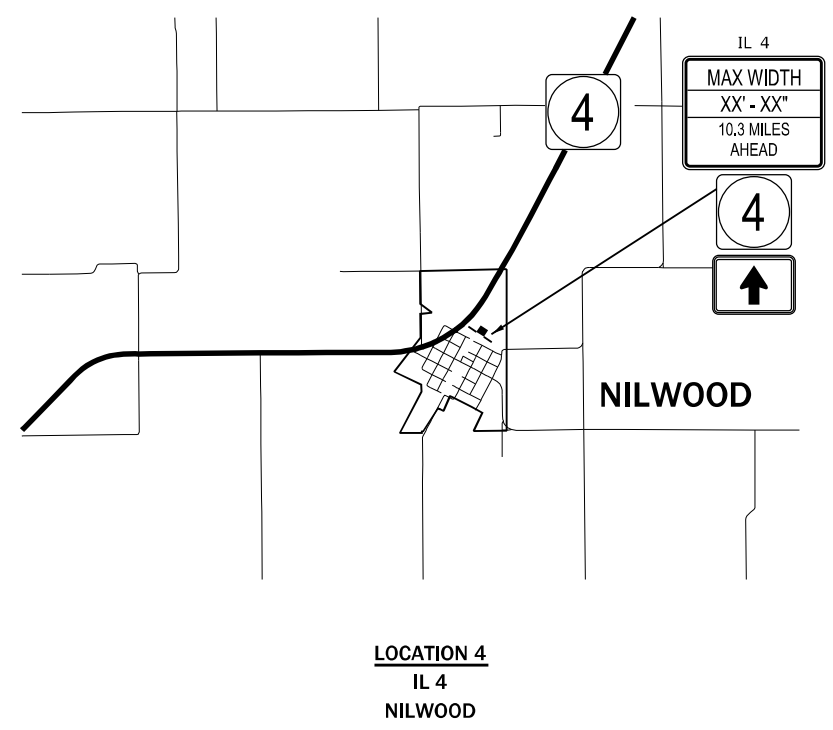 IL 4
MAX WIDTH
XX' - XX"
10.3 MILES
AHEAD
4
4
NILWOOD
LOCATION 4
IL 4
NILWOOD